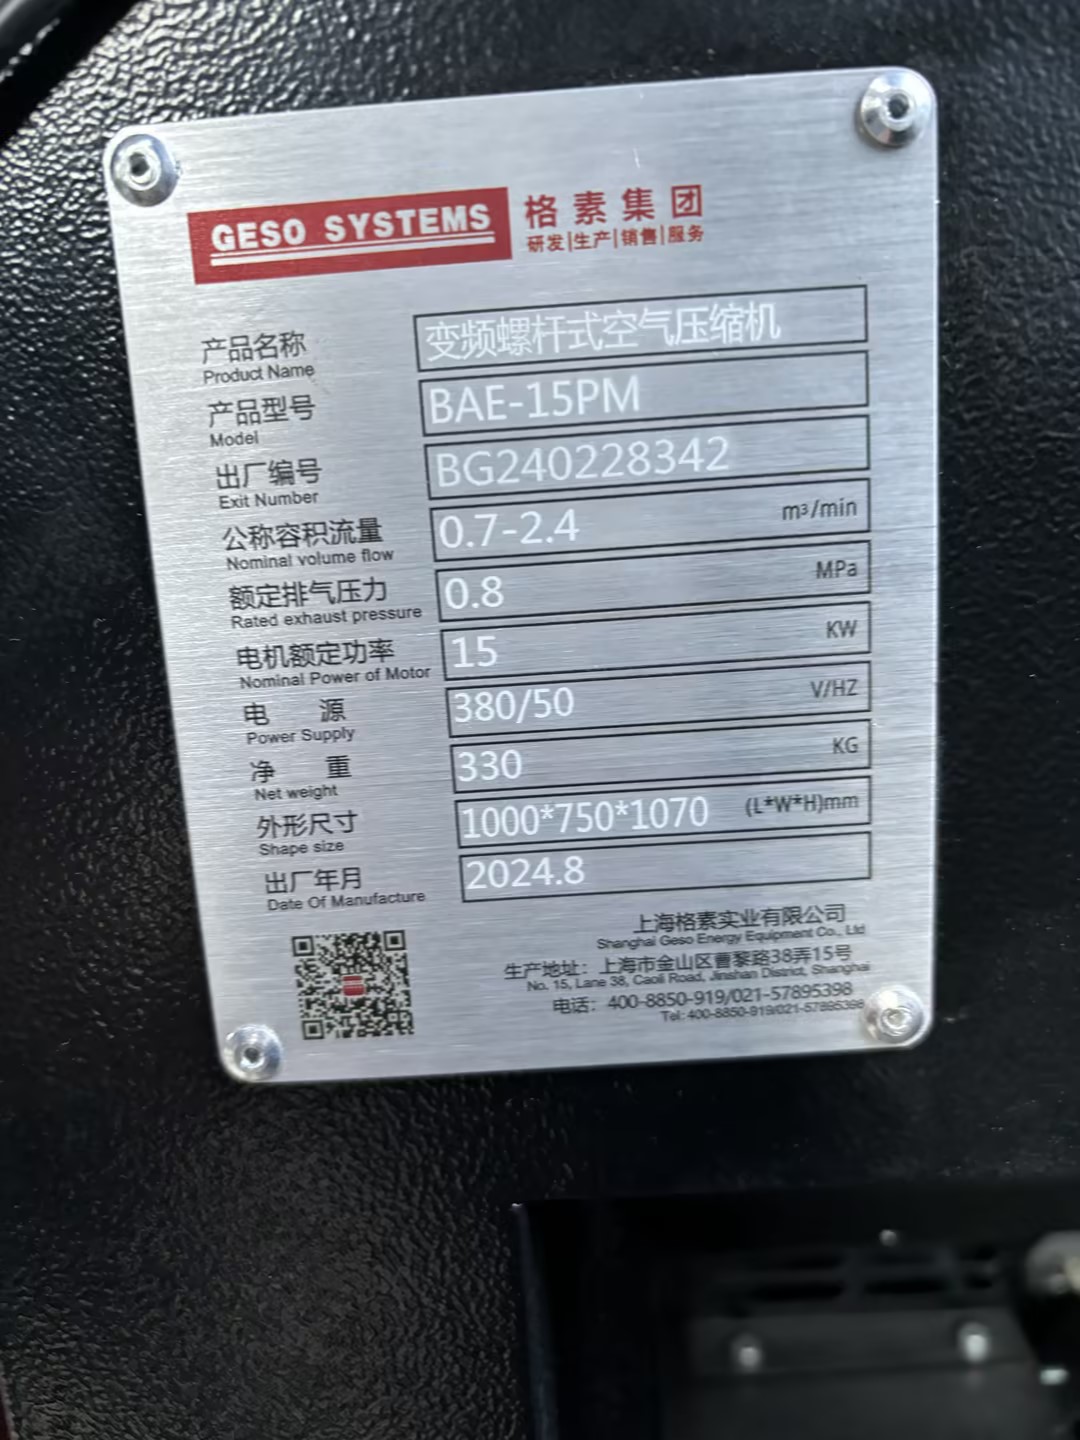 GESO SYSTEMS 格素集团
研发|生产|销售|服务
产品名称 变频螺杆式空气压缩机
Product Name
产品型号 BAE-15PM
Model
出厂编号 BG240228342
Exit Number
公称容积流量 0.7-2.4 m³/min
Nominal volume flow
额定排气压力 0.8 MPa
Rated exhaust pressure
电机额定功率 15 KW
Nominal Power of Motor
电 源 380/50 V/HZ
Power Supply
净 重 330 KG
Net weight
外形尺寸 1000*750*1070 (L*W*H)mm
Shape size
出厂年月 2024.8
Date Of Manufacture
上海格素实业有限公司
Shanghai Geso Energy Equipment Co., Ltd
生产地址：上海市金山区曹黎路38弄15号
No. 15, Lane 38, Caoli Road, Jinshan District, Shanghai
电话：400-8850-919/021-57895398
Tel: 400-8850-919/021-57895398